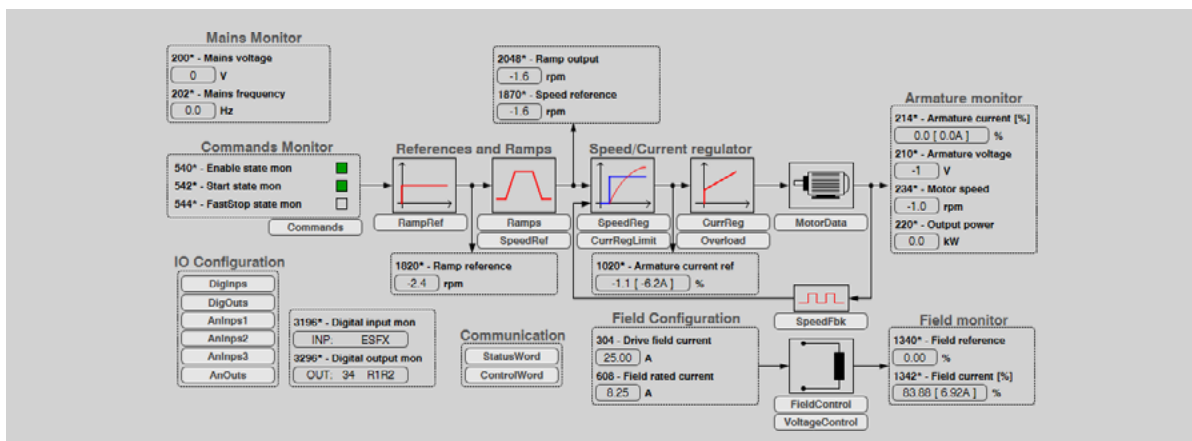 Mains Monitor
200* - Mains voltage
0 V
202* - Mains frequency
0.0 Hz
2048* - Ramp output
-1.6 rpm
1870* - Speed reference
-1.6 rpm
Commands Monitor
540* - Enable state mon
542* - Start state mon
544* - FastStop state mon
Commands
References and Ramps
RampRef
Ramps
SpeedRef
Speed/Current regulator
SpeedReg
CurrRegLimit
CurrReg
Overload
MotorData
Armature monitor
214* - Armature current [%]
0.0 [ 0.0A ] %
210* - Armature voltage
-1 V
234* - Motor speed
-1.0 rpm
220* - Output power
0.0 kW
1820* - Ramp reference
-2.4 rpm
1020* - Armature current ref
-1.1 [ -6.2A ] %
SpeedFbk
IO Configuration
DigInps
DigOuts
AnInps1
AnInps2
AnInps3
AnOuts
3196* - Digital input mon
INP: ESFX
3296* - Digital output mon
OUT: 34 R1R2
Communication
StatusWord
ControlWord
Field Configuration
304 - Drive field current
25.00 A
608 - Field rated current
8.25 A
FieldControl
VoltageControl
Field monitor
1340* - Field reference
0.00 %
1342* - Field current [%]
83.88 [ 6.92A ] %